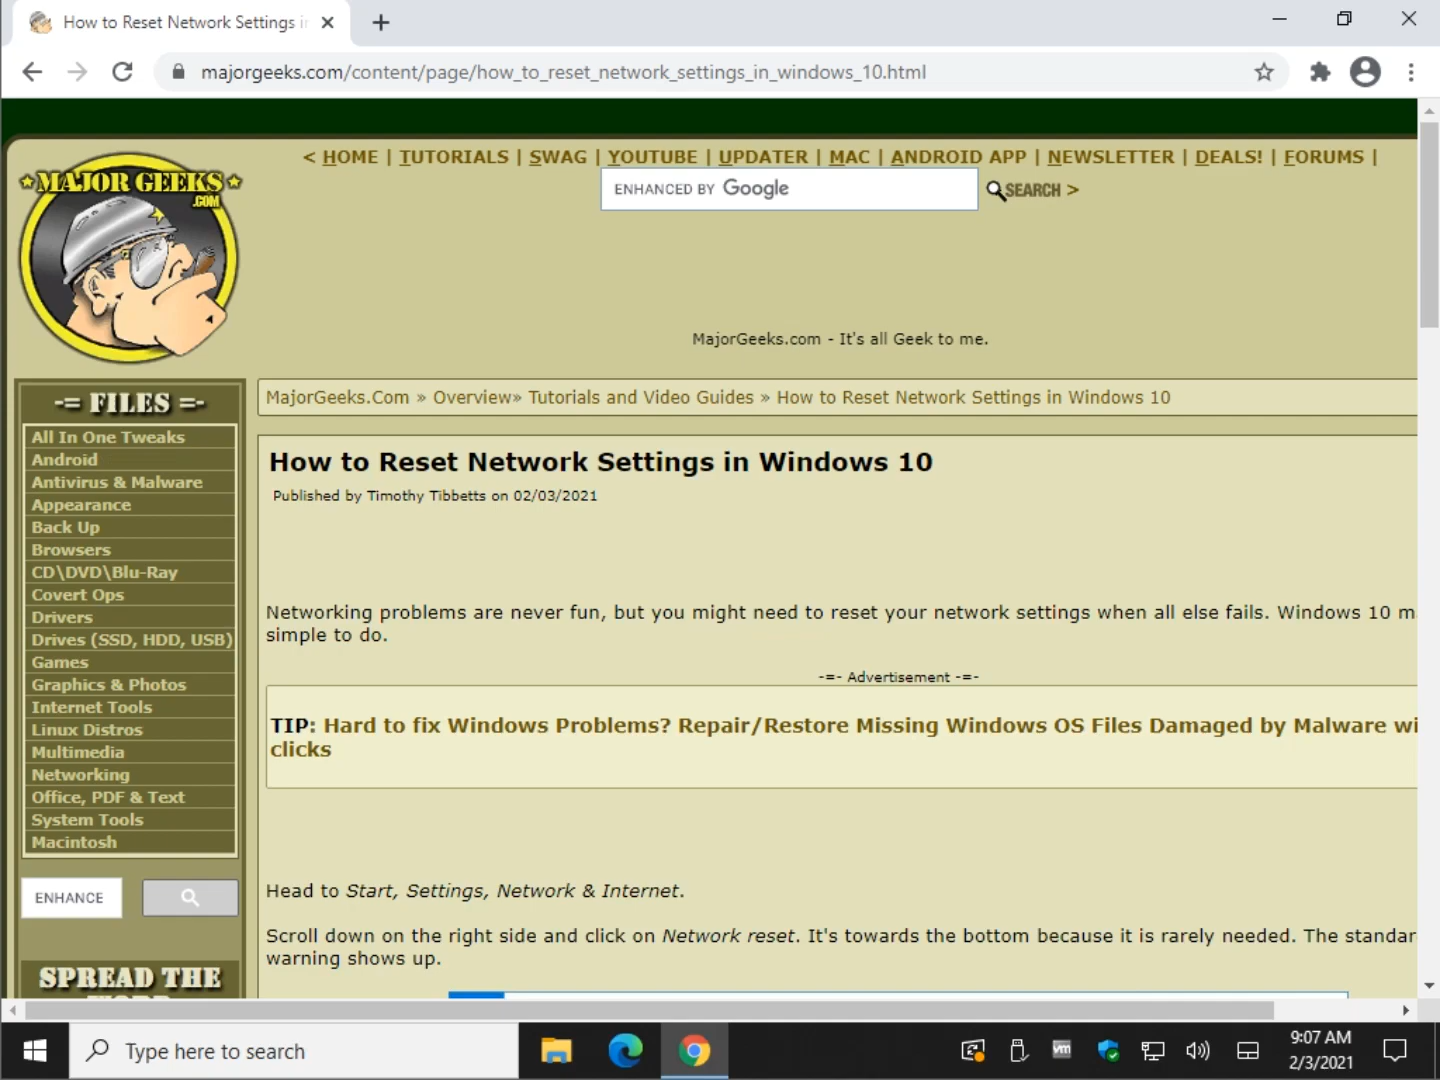 How to Reset Network Settings i
majorgeeks.com/content/page/how_to_reset_network_settings_in_windows_10.html
< HOME | TUTORIALS | SWAG | YOUTUBE | UPDATER | MAC | ANDROID APP | NEWSLETTER | DEALS! | FORUMS |
ENHANCED BY Google
SEARCH >
MAJOR GEEKS
.COM
MajorGeeks.com - It's all Geek to me.
-= FILES =-
All In One Tweaks
Android
Antivirus & Malware
Appearance
Back Up
Browsers
CD\DVD\Blu-Ray
Covert Ops
Drivers
Drives (SSD, HDD, USB)
Games
Graphics & Photos
Internet Tools
Linux Distros
Multimedia
Networking
Office, PDF & Text
System Tools
Macintosh
ENHANCE
SPREAD THE
MajorGeeks.Com » Overview» Tutorials and Video Guides » How to Reset Network Settings in Windows 10
How to Reset Network Settings in Windows 10
Published by Timothy Tibbetts on 02/03/2021
Networking problems are never fun, but you might need to reset your network settings when all else fails. Windows 10 m
simple to do.
-=- Advertisement -=-
TIP: Hard to fix Windows Problems? Repair/Restore Missing Windows OS Files Damaged by Malware wi
clicks
Head to Start, Settings, Network & Internet.
Scroll down on the right side and click on Network reset. It's towards the bottom because it is rarely needed. The standar
warning shows up.
Type here to search
vm
9:07 AM
2/3/2021